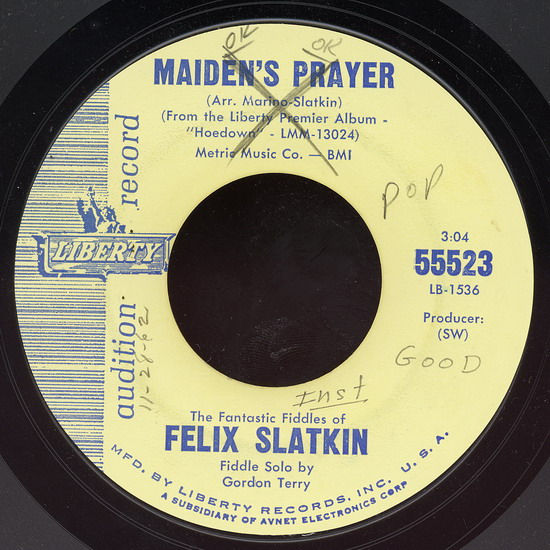 OK OK
MAIDEN'S PRAYER
(Arr. Marino-Slatkin)
(From the Liberty Premier Album -
"Hoedown" - LMM-13024)
Metric Music Co. — BMI
audition record
LIBERTY
11-28-62
POP
3:04
55523
LB-1536
Producer:
(SW)
GOOD
Inst
The Fantastic Fiddles of
FELIX SLATKIN
Fiddle Solo by
Gordon Terry
MFD. BY LIBERTY RECORDS, INC. U. S. A.
A SUBSIDIARY OF AVNET ELECTRONICS CORP